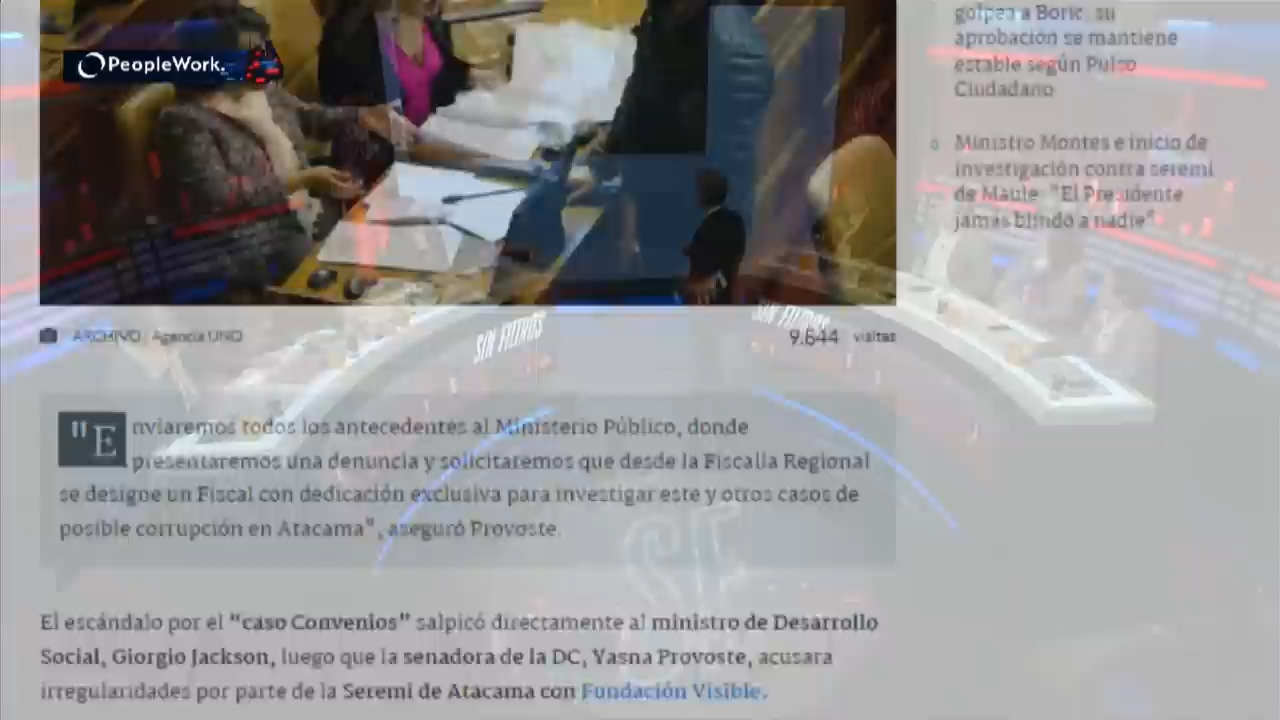 PeopleWork.
golpea a Boric: su
aprobación se mantiene
estable según Pulso
Ciudadano
Ministro Montes e inicio de
investigación contra seremi
de Maule: "El Presidente
jamás blindó a nadie"
ARCHIVO | Agencia UNO
9.644 visitas
SIN FILTROS
SIN FILTROS
"Enviaremos todos los antecedentes al Ministerio Público, donde
presentaremos una denuncia y solicitaremos que desde la Fiscalía Regional
se designe un Fiscal con dedicación exclusiva para investigar este y otros casos de
posible corrupción en Atacama", aseguró Provoste.
El escándalo por el "caso Convenios" salpicó directamente al ministro de Desarrollo
Social, Giorgio Jackson, luego que la senadora de la DC, Yasna Provoste, acusara
irregularidades por parte de la Seremi de Atacama con Fundación Visible.